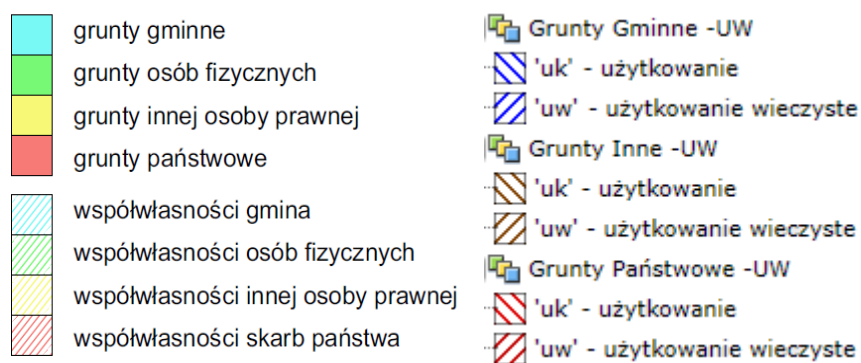 grunty gminne
grunty osób fizycznych
grunty innej osoby prawnej
grunty państwowe
współwłasności gmina
współwłasności osób fizycznych
współwłasności innej osoby prawnej
współwłasności skarb państwa
Grunty Gminne -UW
'uk' - użytkowanie
'uw' - użytkowanie wieczyste
Grunty Inne -UW
'uk' - użytkowanie
'uw' - użytkowanie wieczyste
Grunty Państwowe -UW
'uk' - użytkowanie
'uw' - użytkowanie wieczyste